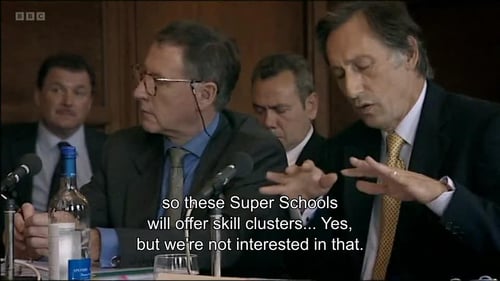 BBC
so these Super Schools
will offer skill clusters... Yes,
but we're not interested in that.